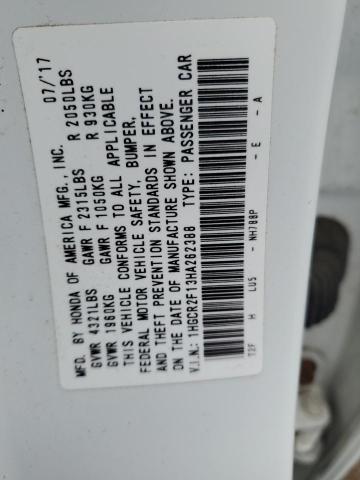 MFD. BY HONDA OF AMERICA MFG., INC. 07/'17
GVWR 4321LBS GAWR F 2315LBS R 2050LBS
GVWR 1960KG GAWR F 1050KG R 930KG
THIS VEHICLE CONFORMS TO ALL APPLICABLE
FEDERAL MOTOR VEHICLE SAFETY, BUMPER,
AND THEFT PREVENTION STANDARDS IN EFFECT
ON THE DATE OF MANUFACTURE SHOWN ABOVE.
V.I.N.: 1HGCR2F13HA262388 TYPE: PASSENGER CAR
T2F H LU5 - NH788P - E - A